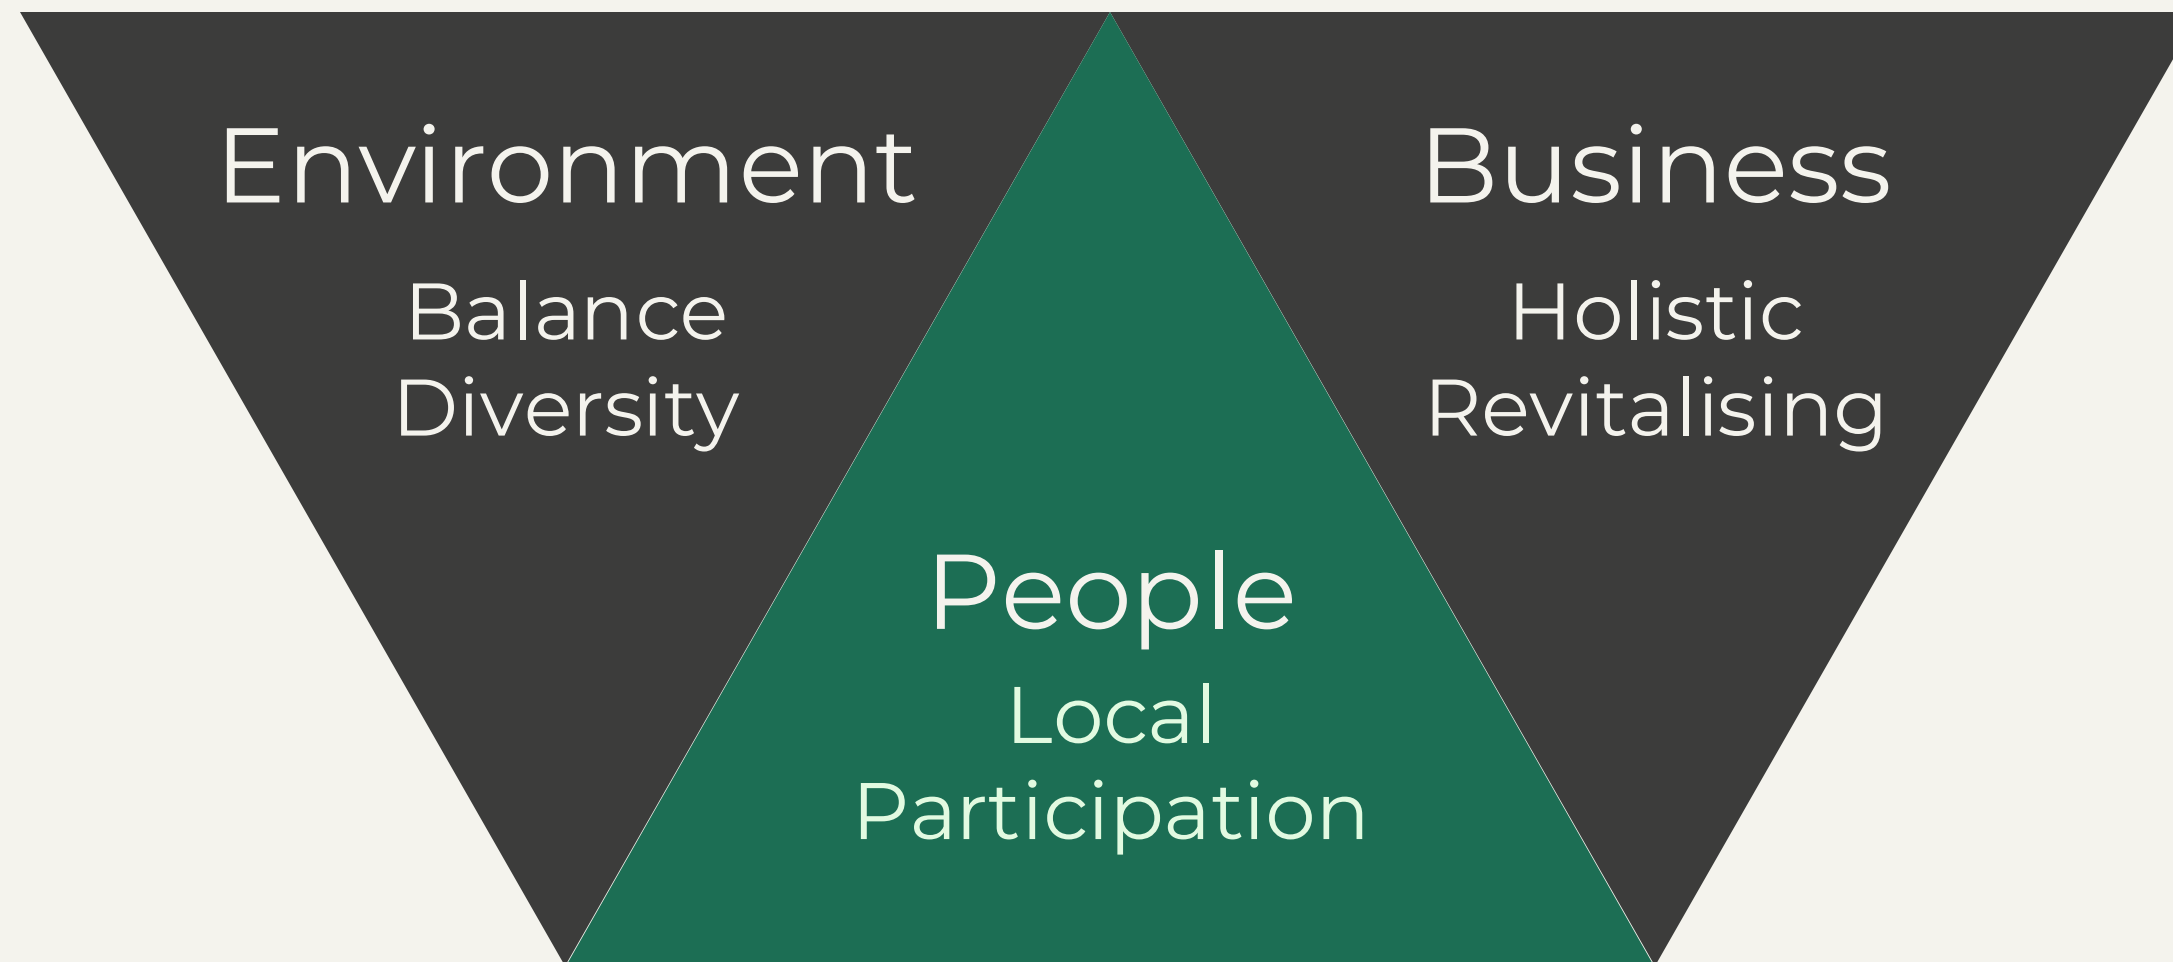 Environment
Balance
Diversity
Business
Holistic
Revitalising
People
Local
Participation